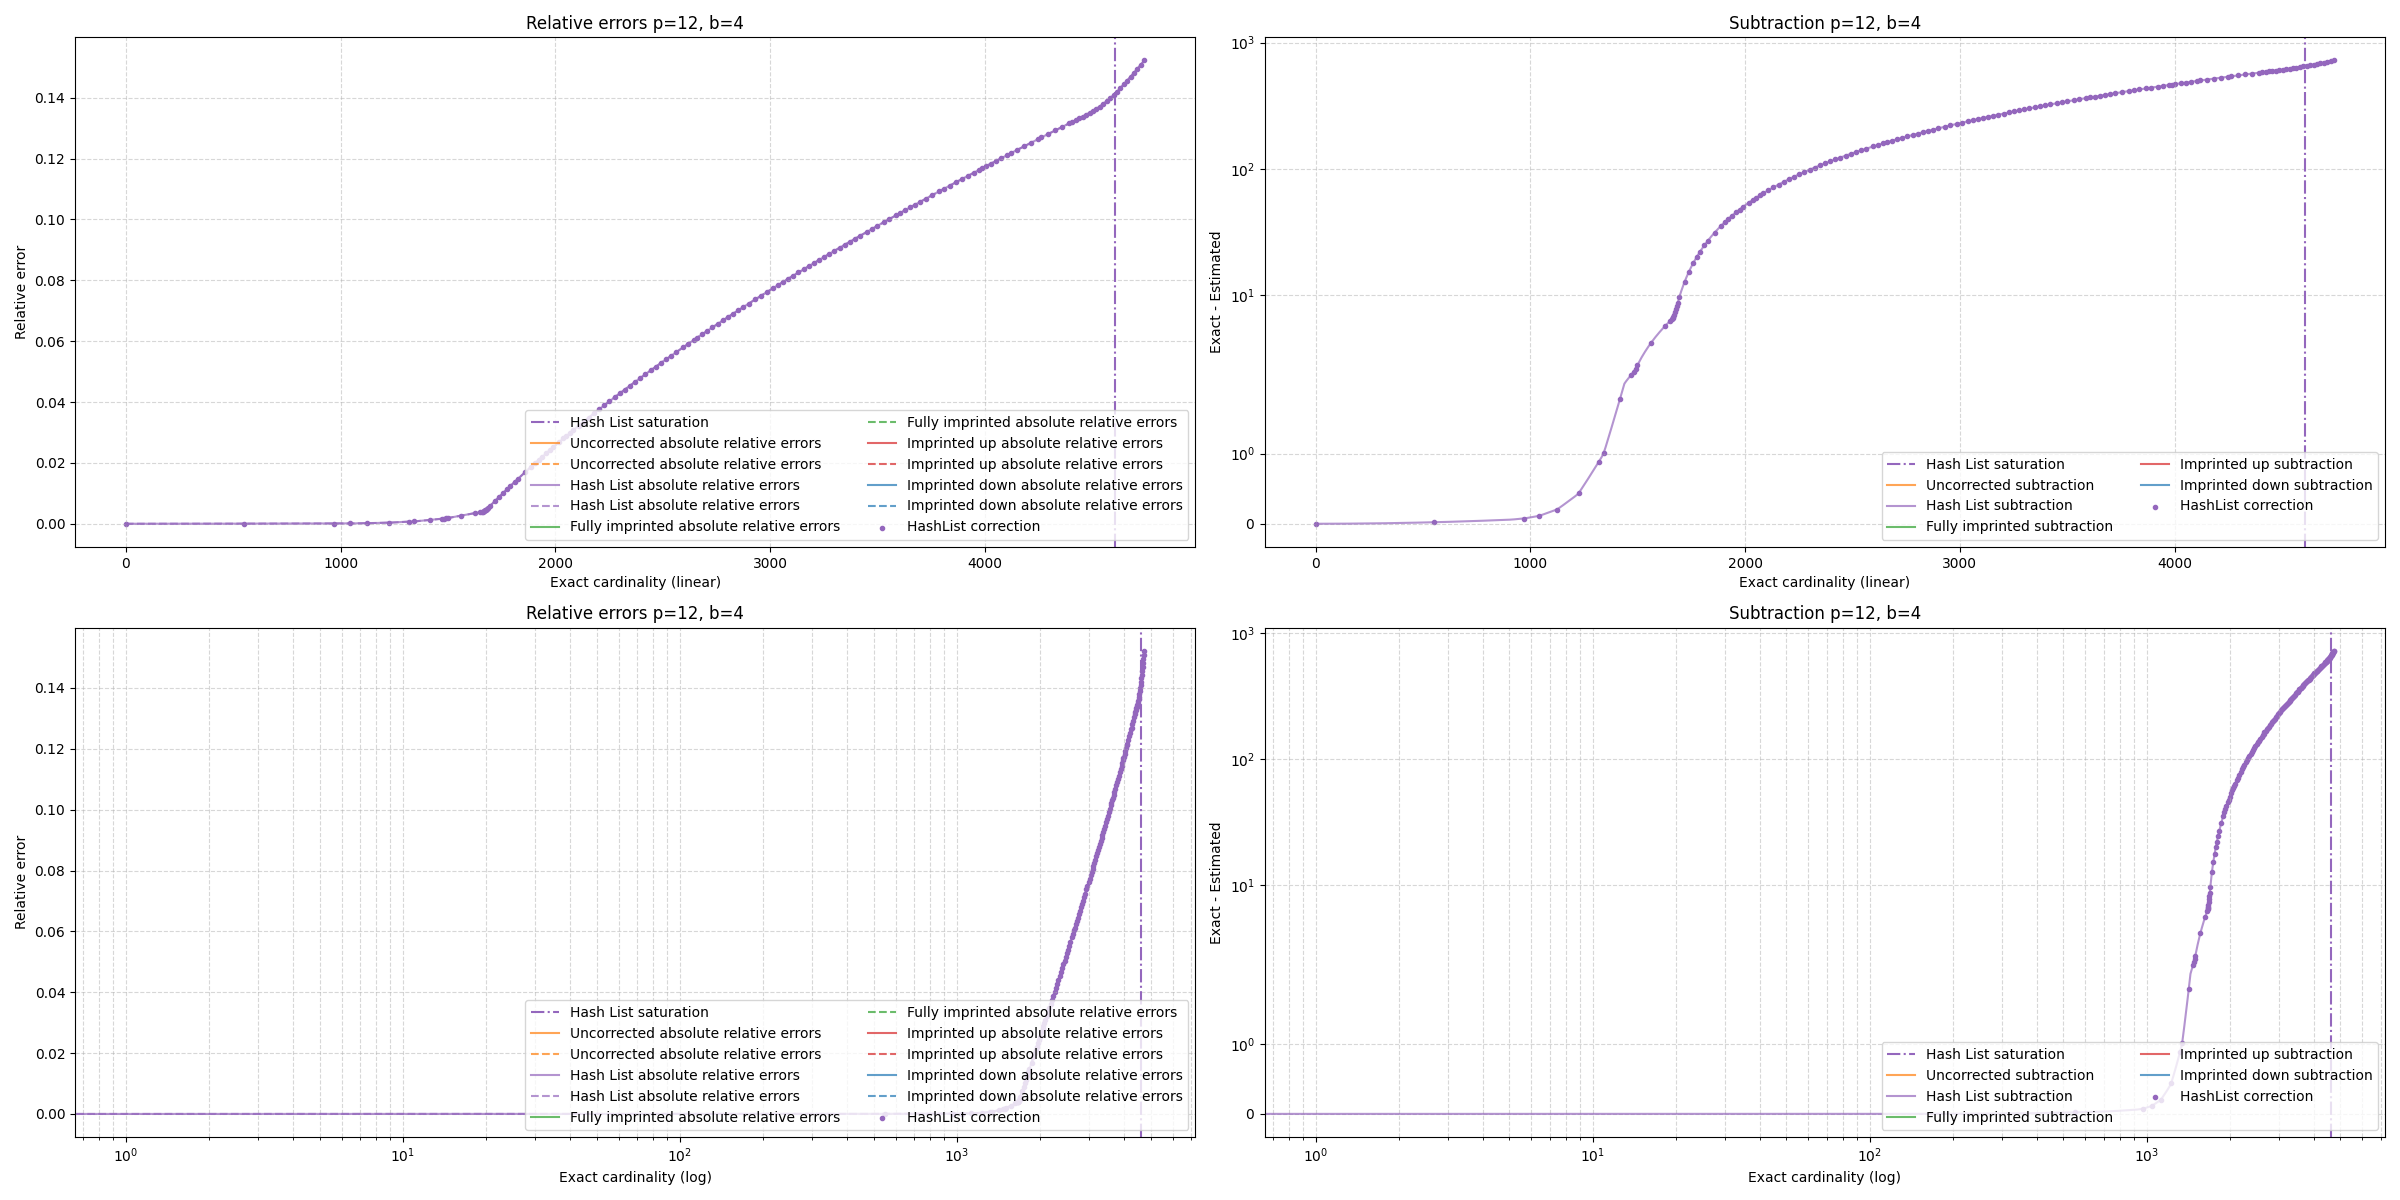 Relative errors p=12, b=4
Relative error
0.14
0.12
0.10
0.08
0.06
0.04
0.02
0.00
0 1000 2000 3000 4000
Exact cardinality (linear)
Hash List saturation
Uncorrected absolute relative errors
Uncorrected absolute relative errors
Hash List absolute relative errors
Hash List absolute relative errors
Fully imprinted absolute relative errors
Fully imprinted absolute relative errors
Imprinted up absolute relative errors
Imprinted up absolute relative errors
Imprinted down absolute relative errors
Imprinted down absolute relative errors
HashList correction
Subtraction p=12, b=4
Exact - Estimated
10³
10²
10¹
10⁰
0
0 1000 2000 3000 4000
Exact cardinality (linear)
Hash List saturation
Uncorrected subtraction
Hash List subtraction
Fully imprinted subtraction
Imprinted up subtraction
Imprinted down subtraction
HashList correction
Relative errors p=12, b=4
Relative error
0.14
0.12
0.10
0.08
0.06
0.04
0.02
0.00
10⁰ 10¹ 10² 10³
Exact cardinality (log)
Hash List saturation
Uncorrected absolute relative errors
Uncorrected absolute relative errors
Hash List absolute relative errors
Hash List absolute relative errors
Fully imprinted absolute relative errors
Fully imprinted absolute relative errors
Imprinted up absolute relative errors
Imprinted up absolute relative errors
Imprinted down absolute relative errors
Imprinted down absolute relative errors
HashList correction
Subtraction p=12, b=4
Exact - Estimated
10³
10²
10¹
10⁰
0
10⁰ 10¹ 10² 10³
Exact cardinality (log)
Hash List saturation
Uncorrected subtraction
Hash List subtraction
Fully imprinted subtraction
Imprinted up subtraction
Imprinted down subtraction
HashList correction